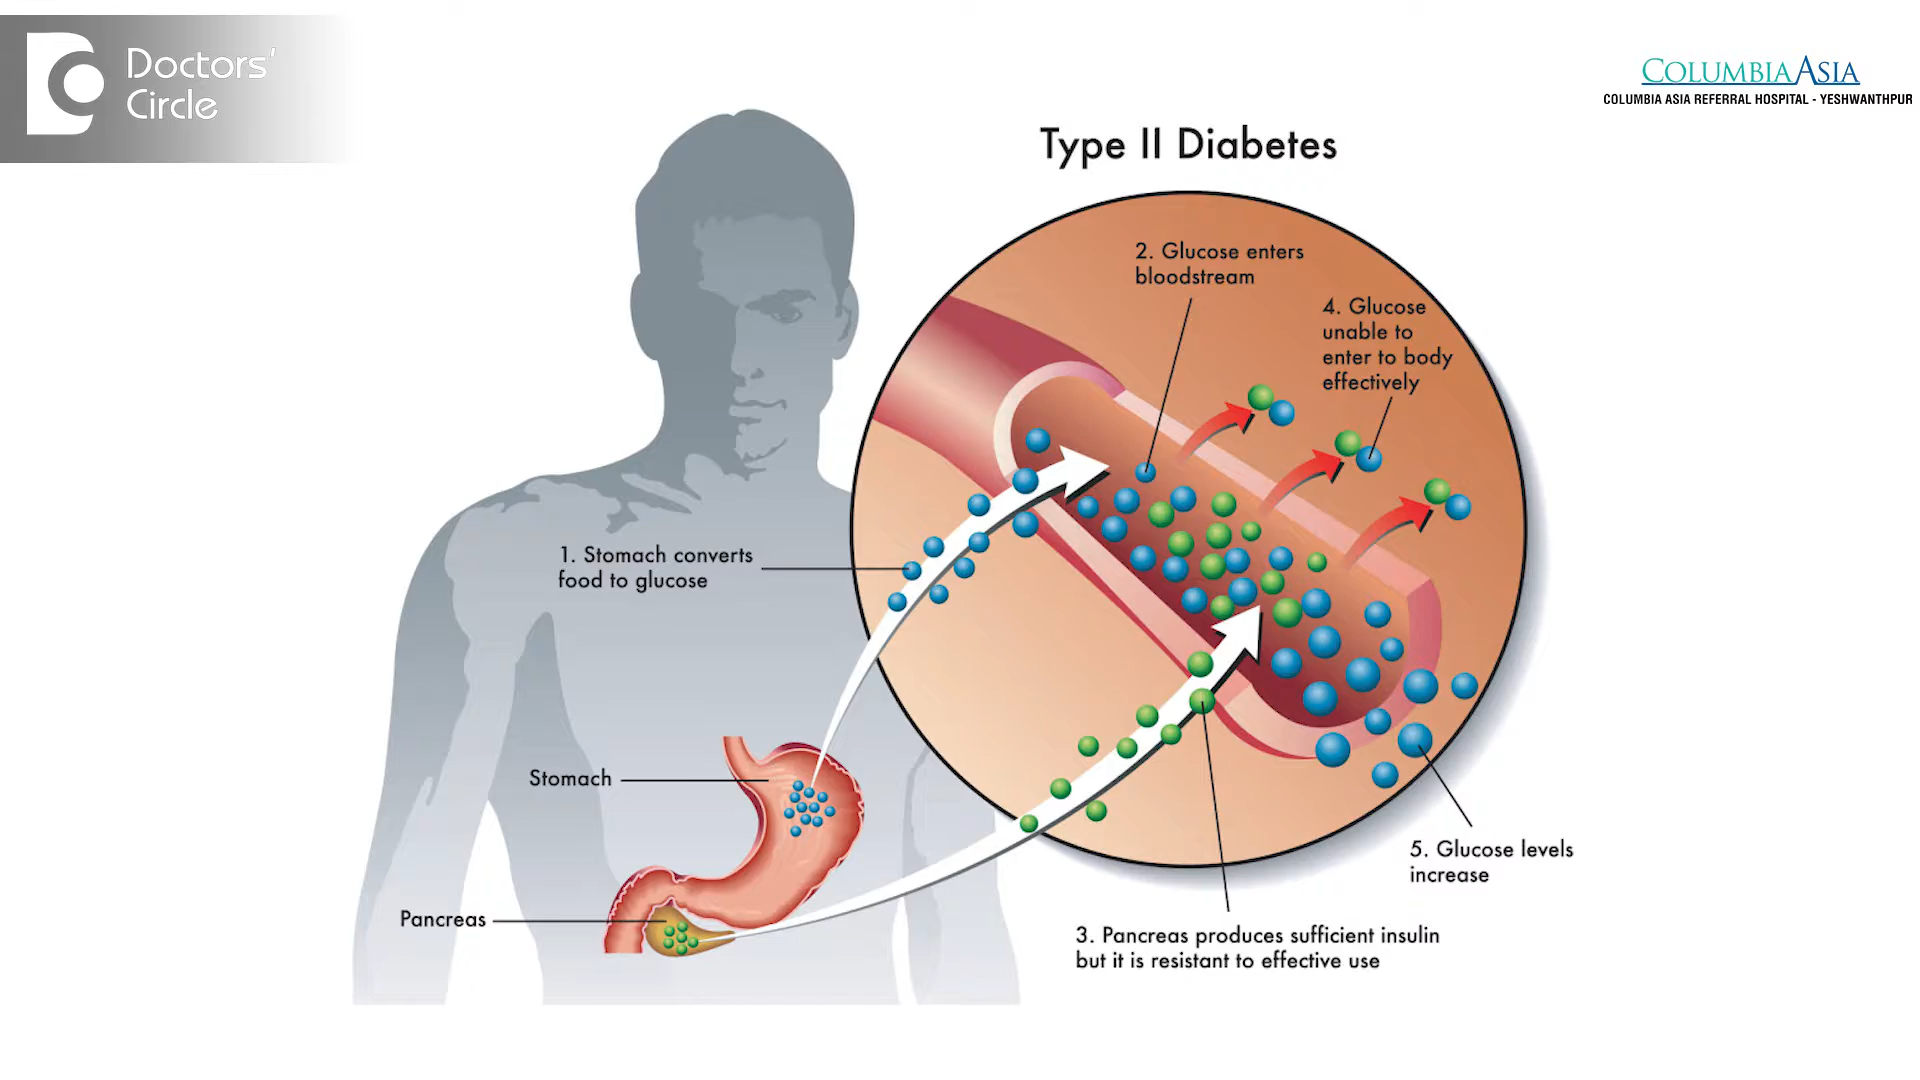 Doctors'
Circle
COLUMBIAASIA
COLUMBIA ASIA REFERRAL HOSPITAL - YESHWANTHPUR
Type II Diabetes
2. Glucose enters
bloodstream
4. Glucose
unable to
enter to body
effectively
1. Stomach converts
food to glucose
Stomach
5. Glucose levels
increase
Pancreas
3. Pancreas produces sufficient insulin
but it is resistant to effective use